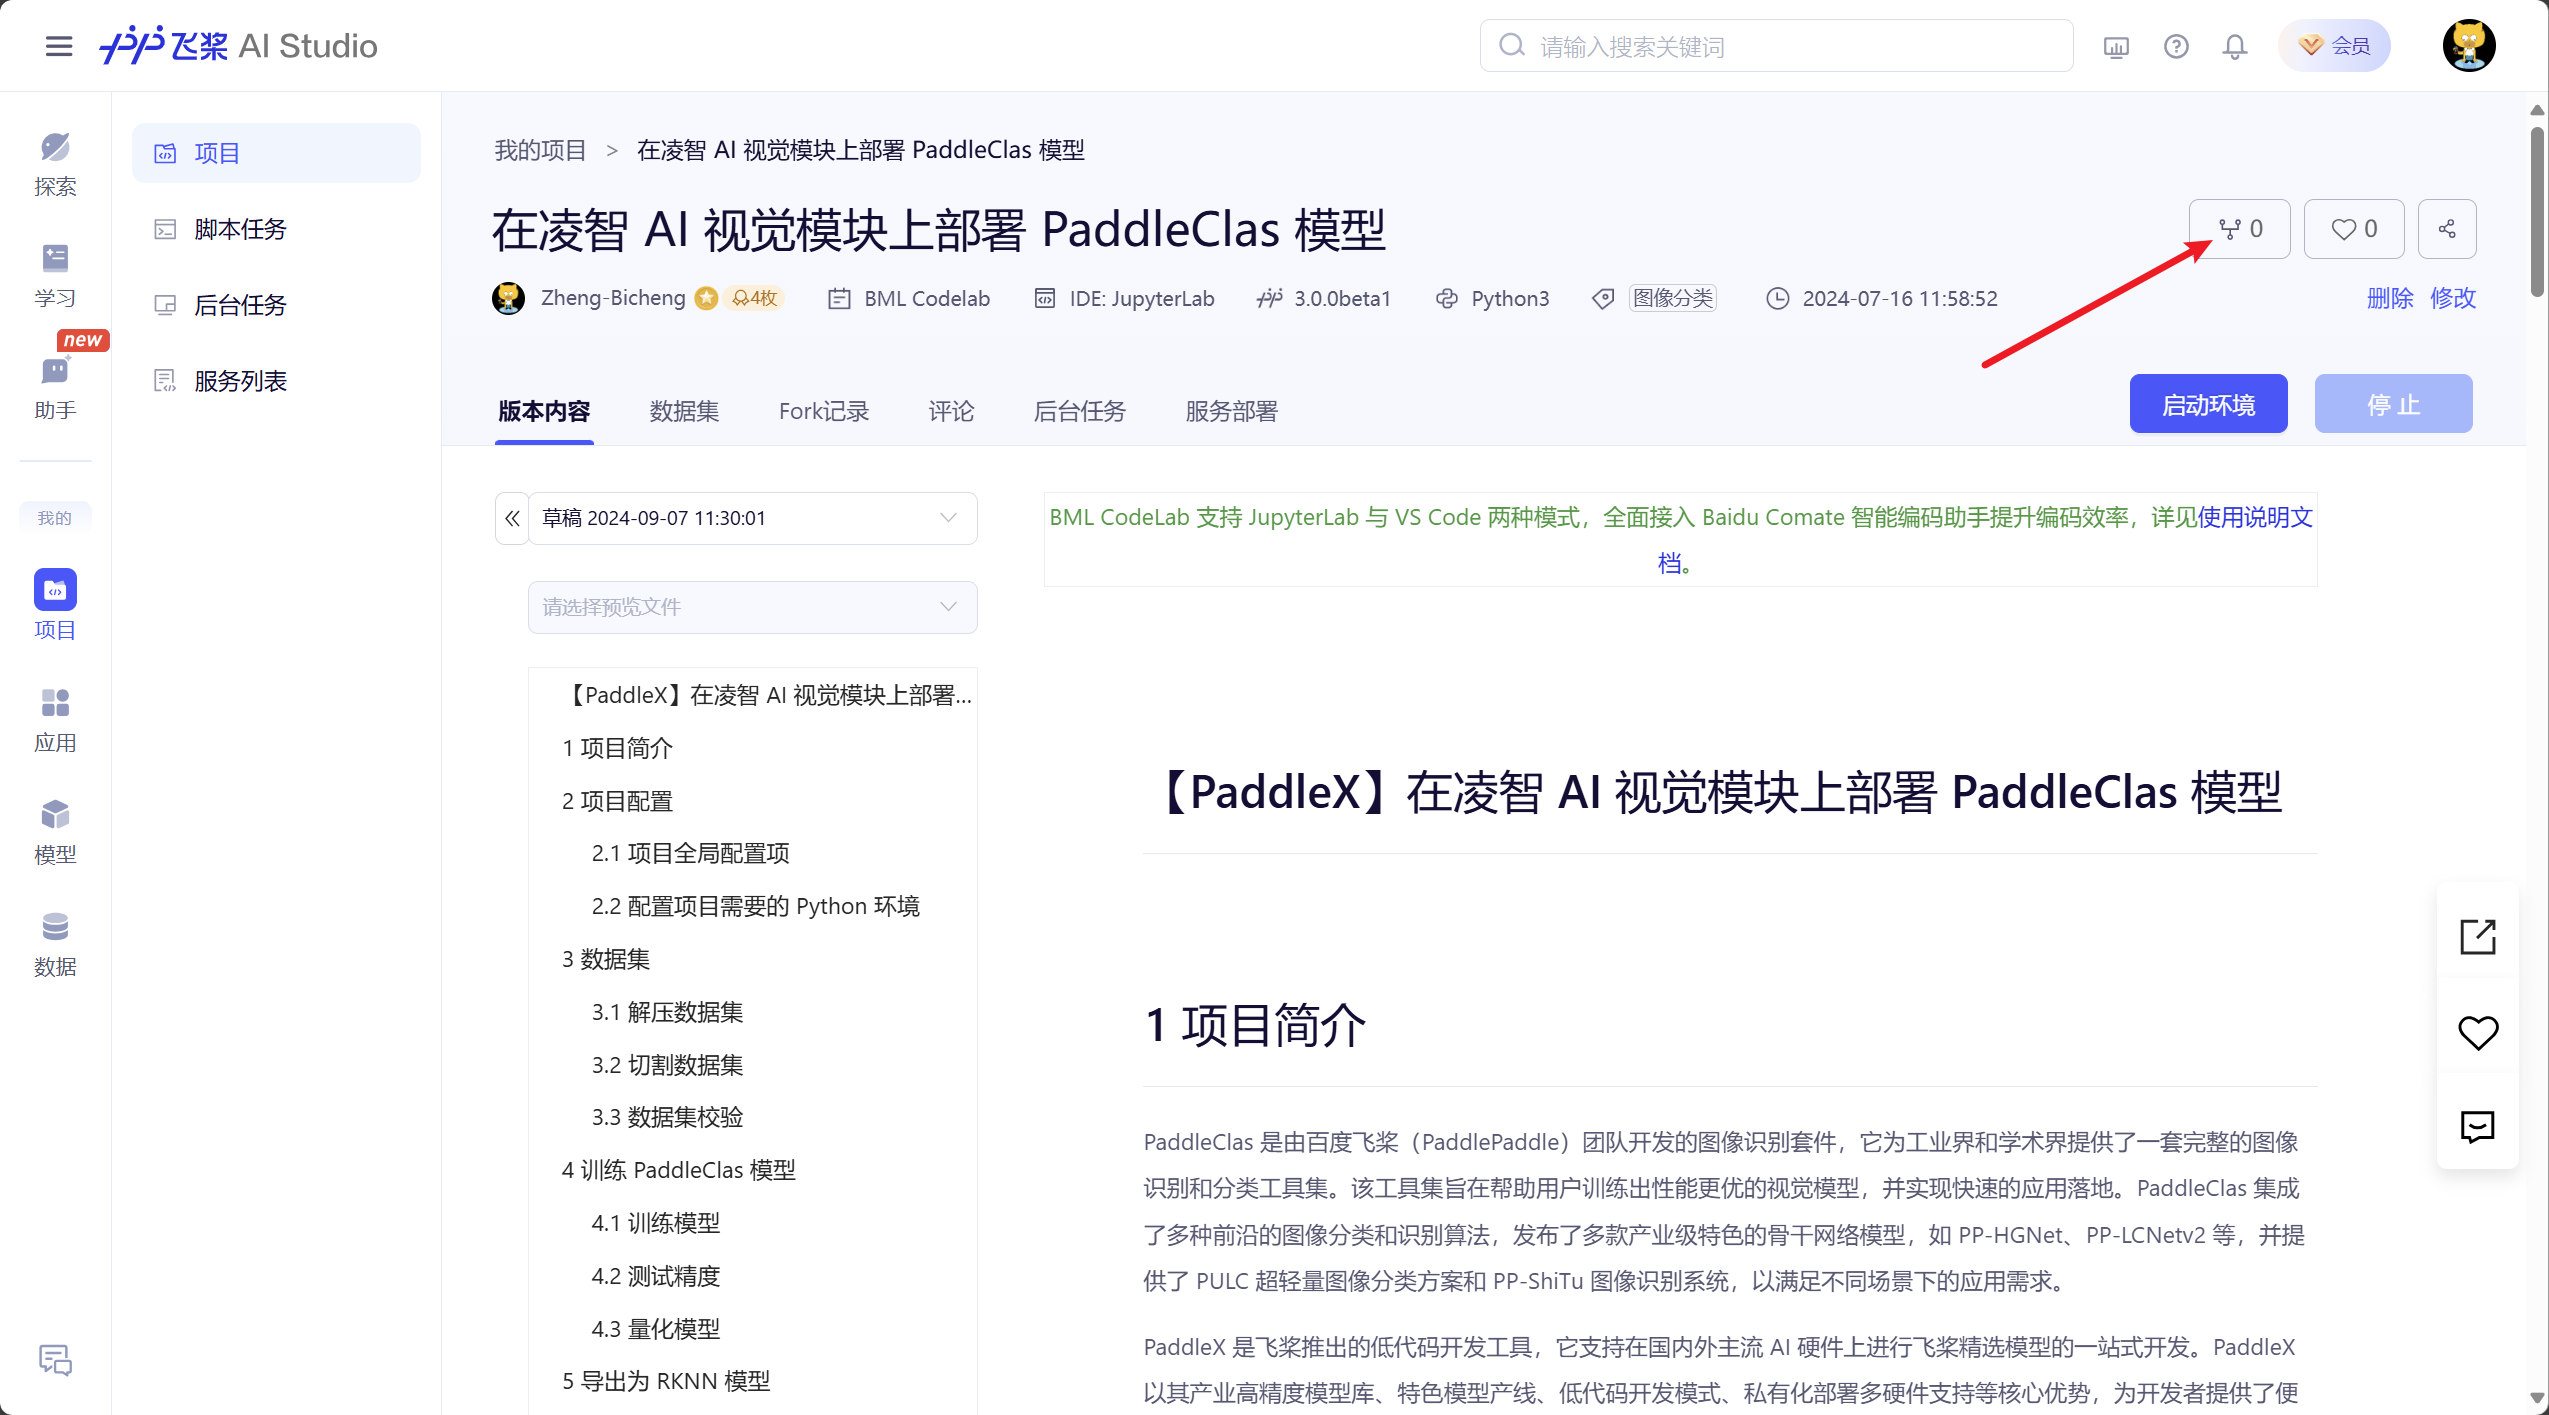 飞桨 AI Studio
请输入搜索关键词
会员
探索
学习
new
助手
我的
项目
应用
模型
数据
项目
脚本任务
后台任务
服务列表
我的项目 > 在凌智 AI 视觉模块上部署 PaddleClas 模型
在凌智 AI 视觉模块上部署 PaddleClas 模型
0
0
Zheng-Bicheng 4枚 BML Codelab IDE: JupyterLab 3.0.0beta1 Python3 图像分类 2024-07-16 11:58:52
删除 修改
版本内容 数据集 Fork记录 评论 后台任务 服务部署
启动环境 停 止
草稿 2024-09-07 11:30:01
请选择预览文件
【PaddleX】在凌智 AI 视觉模块上部署...
1 项目简介
2 项目配置
2.1 项目全局配置项
2.2 配置项目需要的 Python 环境
3 数据集
3.1 解压数据集
3.2 切割数据集
3.3 数据集校验
4 训练 PaddleClas 模型
4.1 训练模型
4.2 测试精度
4.3 量化模型
5 导出为 RKNN 模型
BML CodeLab 支持 JupyterLab 与 VS Code 两种模式，全面接入 Baidu Comate 智能编码助手提升编码效率，详见使用说明文
档。
【PaddleX】在凌智 AI 视觉模块上部署 PaddleClas 模型
1 项目简介
PaddleClas 是由百度飞桨（PaddlePaddle）团队开发的图像识别套件，它为工业界和学术界提供了一套完整的图像
识别和分类工具集。该工具集旨在帮助用户训练出性能更优的视觉模型，并实现快速的应用落地。PaddleClas 集成
了多种前沿的图像分类和识别算法，发布了多款产业级特色的骨干网络模型，如 PP-HGNet、PP-LCNetv2 等，并提
供了 PULC 超轻量图像分类方案和 PP-ShiTu 图像识别系统，以满足不同场景下的应用需求。
PaddleX 是飞桨推出的低代码开发工具，它支持在国内外主流 AI 硬件上进行飞桨精选模型的一站式开发。PaddleX
以其产业高精度模型库、特色模型产线、低代码开发模式、私有化部署多硬件支持等核心优势，为开发者提供了便